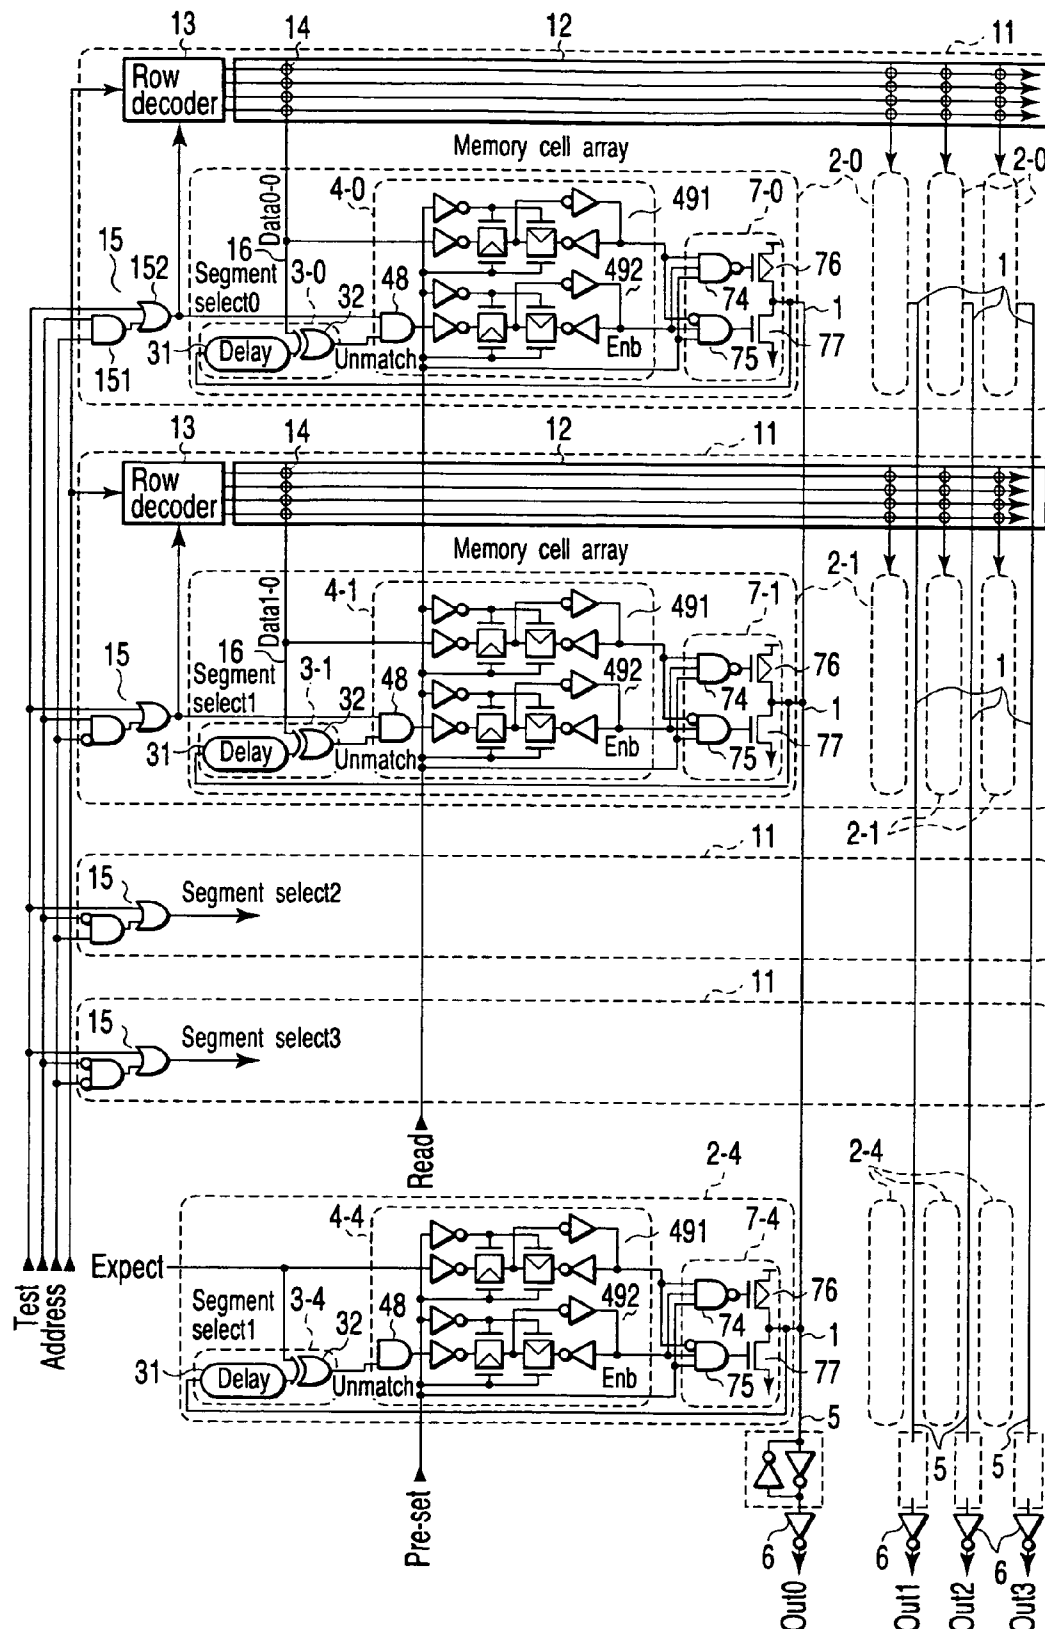 13
14
12
11
Row
decoder
Memory cell array
2-0
2-0
4-0
Data0-0
491
7-0
15
152
16
Segment
select0
3-0
32
48
492
76
1
1
74
31
Delay
Unmatch
Enb
75
77
151
13
14
12
11
Row
decoder
Memory cell array
2-1
4-1
Data1-0
491
7-1
15
16
Segment
select1
3-1
32
48
492
76
1
1
74
31
Delay
Unmatch
Enb
75
77
2-1
11
15
Segment select2
11
15
Segment select3
Read
2-4
2-4
4-4
491
7-4
Test
Address
Expect
Segment
select1
3-4
32
48
492
76
1
74
31
Delay
Unmatch
Enb
75
77
5
5
5
Pre-set
6
6
6
Out0
Out1
Out2
Out3